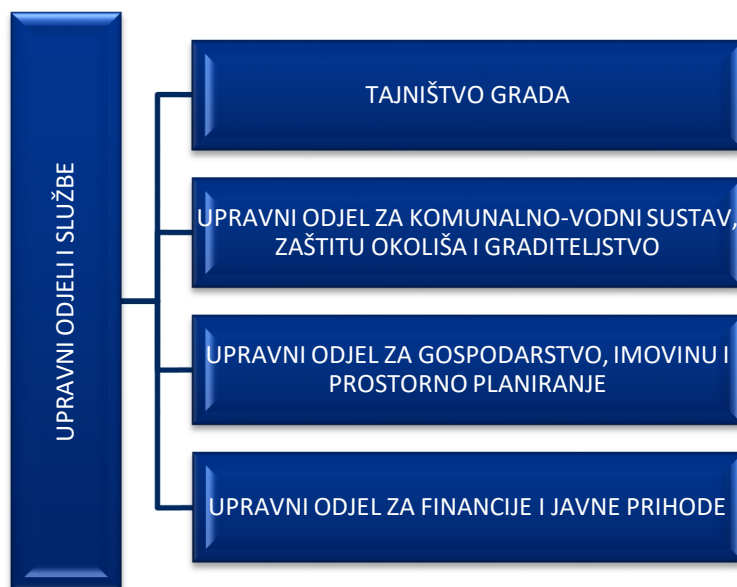 UPRAVNI ODJELI I SLUŽBE
TAJNIŠTVO GRADA
UPRAVNI ODJEL ZA KOMUNALNO-VODNI SUSTAV,
ZAŠTITU OKOLIŠA I GRADITELJSTVO
UPRAVNI ODJEL ZA GOSPODARSTVO, IMOVINU I
PROSTORNO PLANIRANJE
UPRAVNI ODJEL ZA FINANCIJE I JAVNE PRIHODE